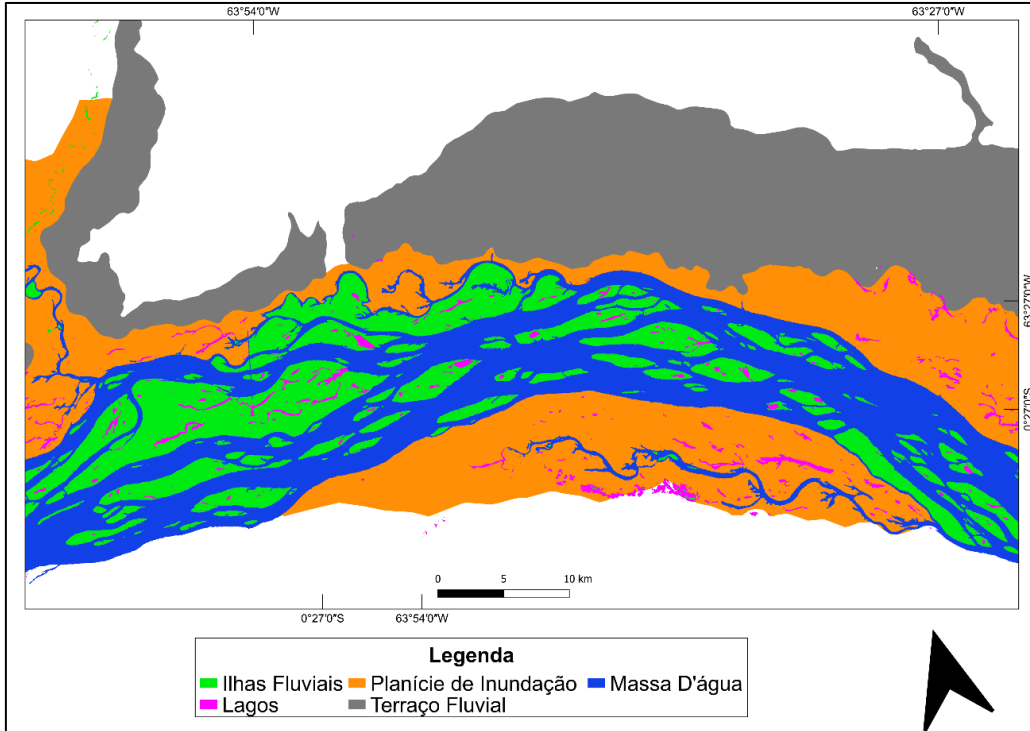 63°54'0"W
63°27'0"W
63°27'0"W
0°27'0"S
0 5 10 km
0°27'0"S
63°54'0"W
Legenda
Ilhas Fluviais
Planície de Inundação
Massa D'água
Lagos
Terraço Fluvial